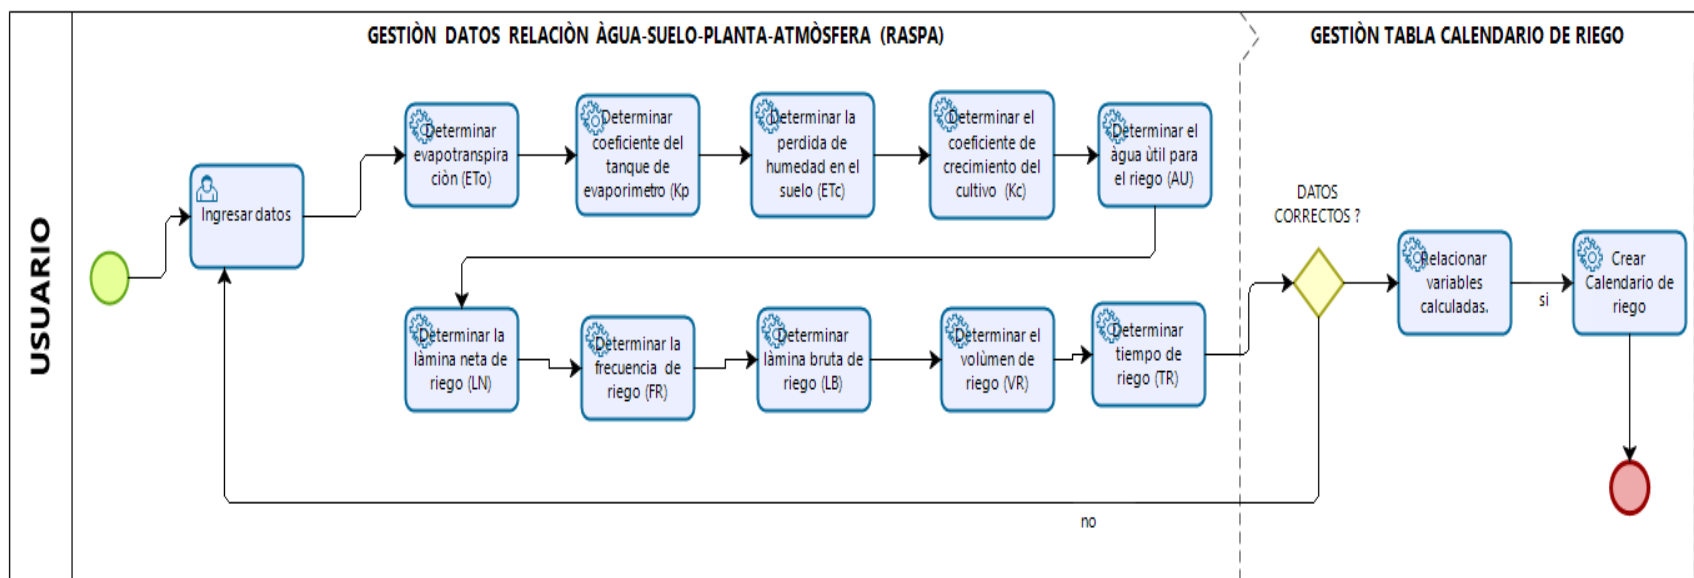 GESTIÒN DATOS RELACIÒN ÀGUA-SUELO-PLANTA-ATMÒSFERA (RASPA)
GESTIÒN TABLA CALENDARIO DE RIEGO
USUARIO
Ingresar datos
Determinar
evapotranspira
ciòn (ETo)
Determinar
coeficiente del
tanque de
evaporimetro (Kp
Determinar la
perdida de
humedad en el
suelo (ETc)
Determinar el
coeficiente de
crecimiento del
cultivo (Kc)
Determinar el
àgua ùtil para
el riego (AU)
Determinar la
làmina neta de
riego (LN)
Determinar la
frecuencia de
riego (FR)
Determinar
làmina bruta de
riego (LB)
Determinar el
volùmen de
riego (VR)
Determinar
tiempo de
riego (TR)
DATOS
CORRECTOS ?
Relacionar
variables
calculadas.
si
Crear
Calendario de
riego
no